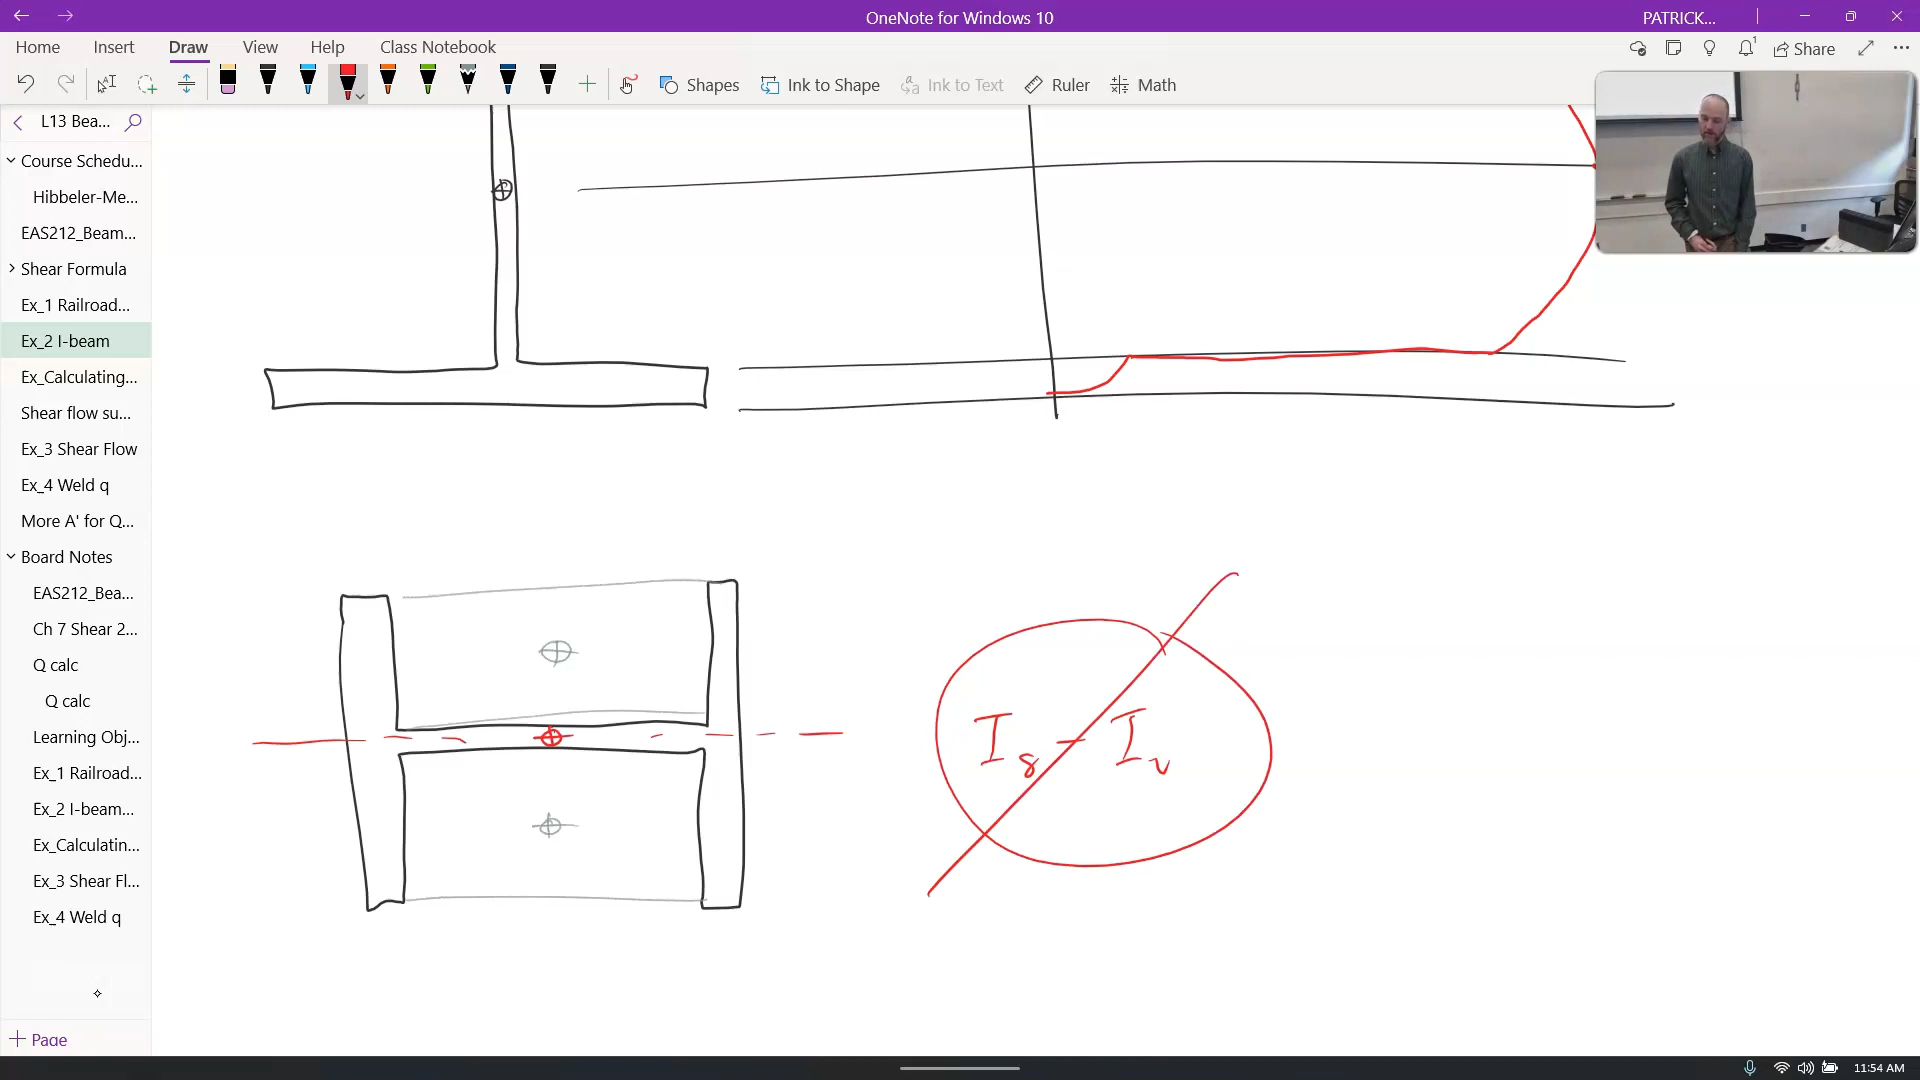 OneNote for Windows 10
PATRICK...
Home Insert Draw View Help Class Notebook
1
Share
Shapes Ink to Shape Ink to Text Ruler Math
L13 Bea...
Course Schedu...
Hibbeler-Me...
EAS212_Beam...
Shear Formula
Ex_1 Railroad...
Ex_2 I-beam
Ex_Calculating...
Shear flow su...
Ex_3 Shear Flow
Ex_4 Weld q
More A' for Q...
Board Notes
EAS212_Bea...
Ch 7 Shear 2...
Q calc
Q calc
Learning Obj...
Ex_1 Railroad...
Ex_2 I-beam...
Ex_Calculatin...
Ex_3 Shear Fl...
Ex_4 Weld q
Page
I8 - Iv
11:54 AM